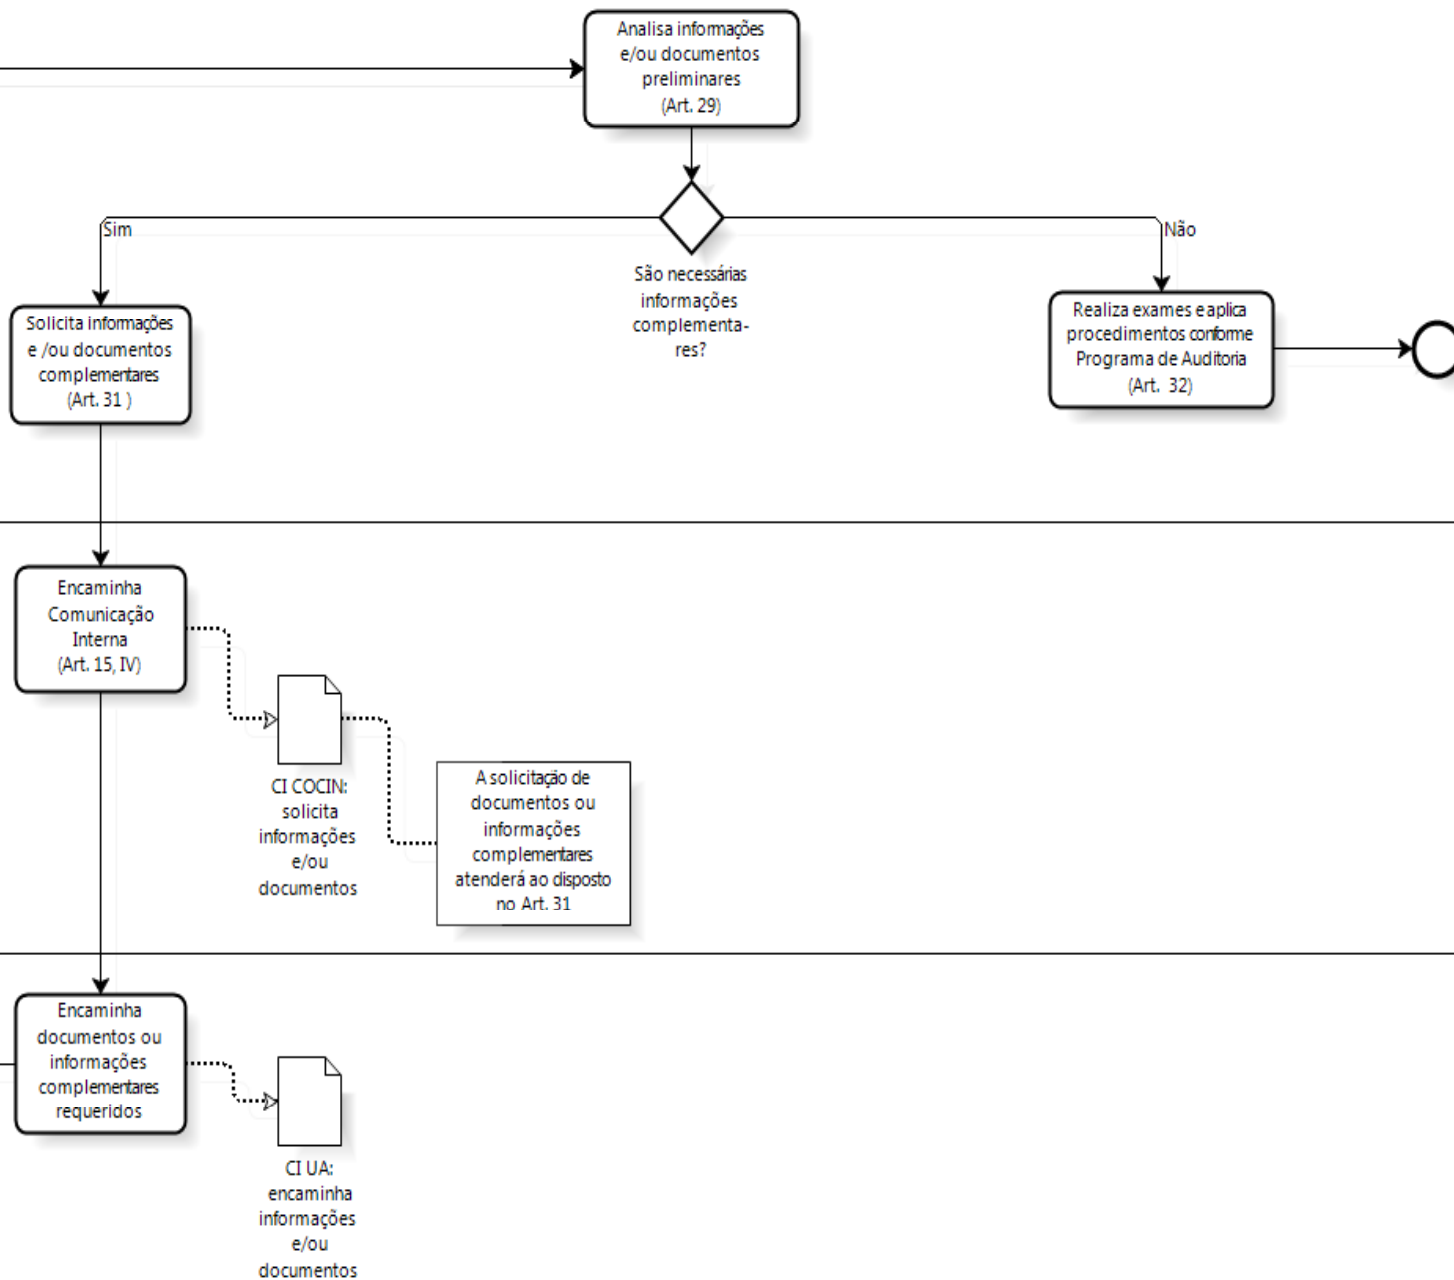 Analisa informações
e/ou documentos
preliminares
(Art. 29)
Sim
Não
São necessárias
informações
complementa-
res?
Solicita informações
e /ou documentos
complementares
(Art. 31 )
Realiza exames e aplica
procedimentos conforme
Programa de Auditoria
(Art. 32)
Encaminha
Comunicação
Interna
(Art. 15, IV)
CI COCIN:
solicita
informações
e/ou
documentos
A solicitação de
documentos ou
informações
complementares
atenderá ao disposto
no Art. 31
Encaminha
documentos ou
informações
complementares
requeridos
CI UA:
encaminha
informações
e/ou
documentos